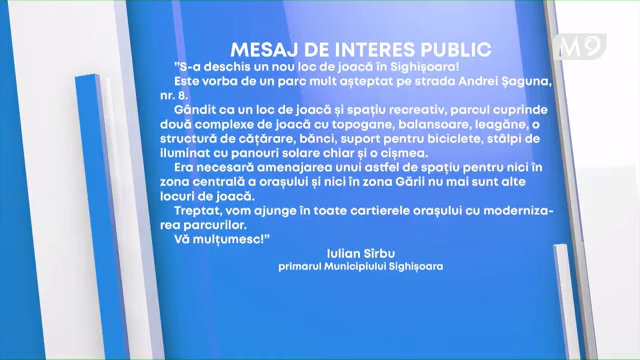 M9
MESAJ DE INTERES PUBLIC
"S-a deschis un nou loc de joacă în Sighișoara!
Este vorba de un parc mult așteptat pe strada Andrei Șaguna,
nr. 8.
Gândit ca un loc de joacă și spațiu recreativ, parcul cuprinde
două complexe de joacă cu topogane, balansoare, leagăne, o
structură de cățărare, bănci, suport pentru biciclete, stâlpi de
iluminat cu panouri solare chiar și o cișmea.
Era necesară amenajarea unui astfel de spațiu pentru nici în
zona centrală a orașului și nici în zona Gării nu mai sunt alte
locuri de joacă.
Treptat, vom ajunge în toate cartierele orașului cu moderniza-
rea parcurilor.
Vă mulțumesc!"
Iulian Sîrbu
primarul Municipiului Sighișoara